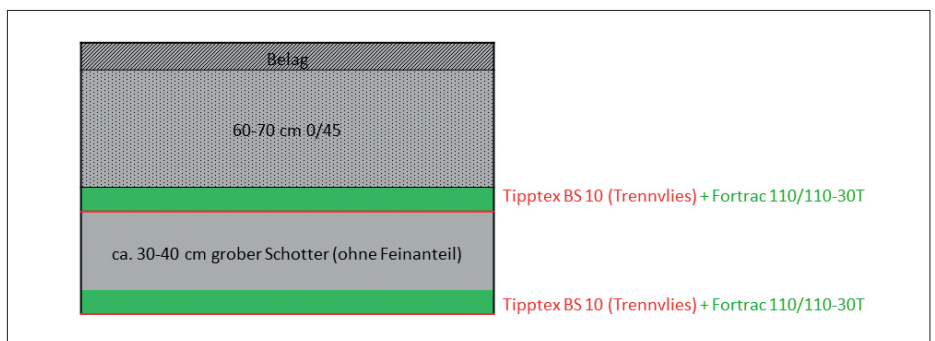 Belag
60-70 cm 0/45
Tipptex BS 10 (Trennvlies) + Fortrac 110/110-30T
ca. 30-40 cm grober Schotter (ohne Feinanteil)
Tipptex BS 10 (Trennvlies) + Fortrac 110/110-30T